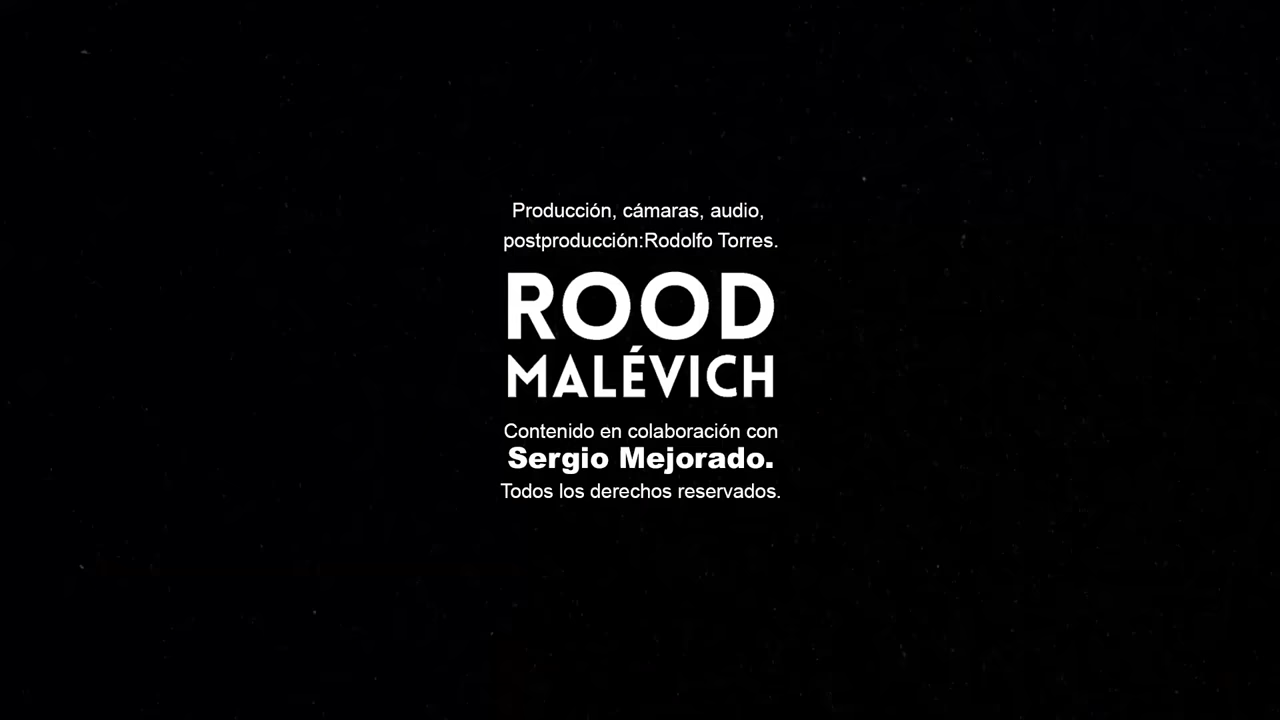 Producción, cámaras, audio,
postproducción:Rodolfo Torres.
ROOD
MALÉVICH
Contenido en colaboración con
Sergio Mejorado.
Todos los derechos reservados.